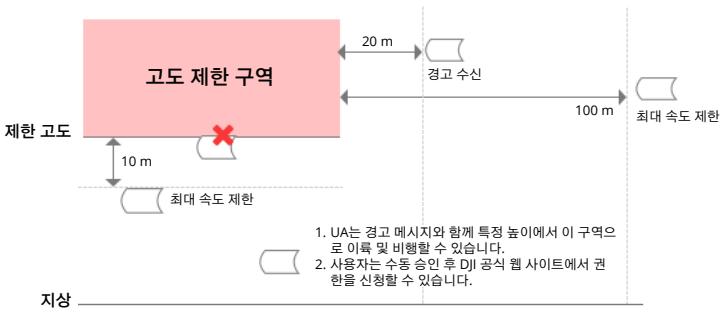 고도 제한 구역
20 m
경고 수신
100 m
최대 속도 제한
제한 고도
10 m
최대 속도 제한
1. UA는 경고 메시지와 함께 특정 높이에서 이 구역으
로 이륙 및 비행할 수 있습니다.
2. 사용자는 수동 승인 후 DJI 공식 웹 사이트에서 권
한을 신청할 수 있습니다.
지상